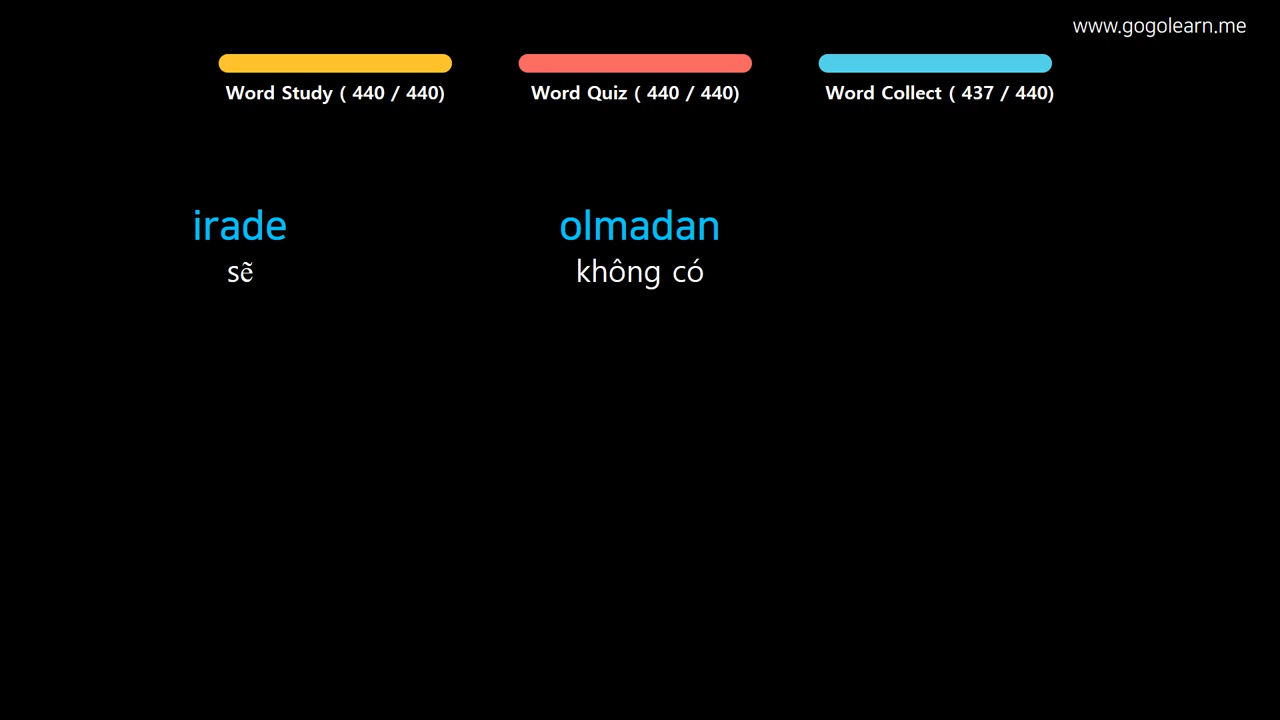 www.gogolearn.me
Word Study ( 440 / 440)
Word Quiz ( 440 / 440)
Word Collect ( 437 / 440)
irade
olmadan
sẽ
không có